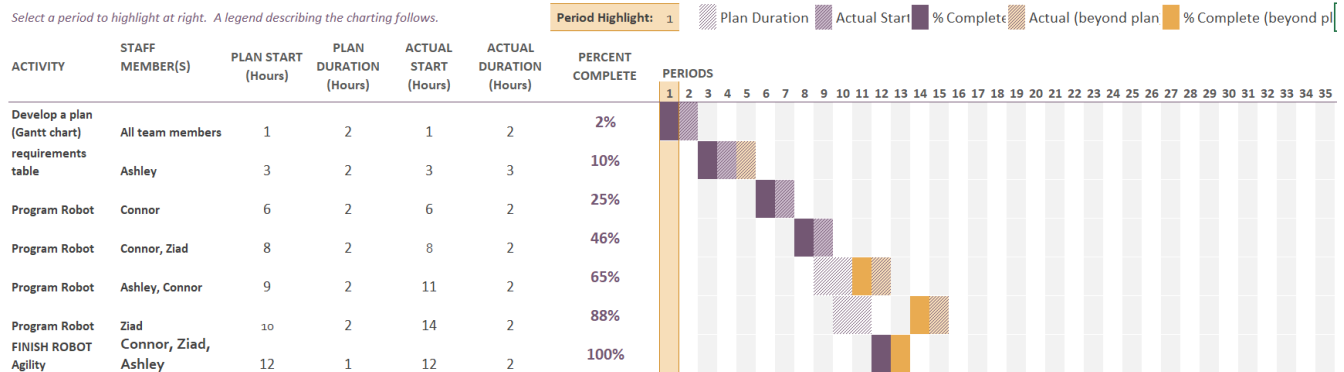 Select a period to highlight at right. A legend describing the charting follows.
Period Highlight: 1
Plan Duration
Actual Start
% Complete
Actual (beyond plan
% Complete (beyond pl
ACTIVITY
STAFF
MEMBER(S)
PLAN START
(Hours)
PLAN
DURATION
(Hours)
ACTUAL
START
(Hours)
ACTUAL
DURATION
(Hours)
PERCENT
COMPLETE
PERIODS
1 2 3 4 5 6 7 8 9 10 11 12 13 14 15 16 17 18 19 20 21 22 23 24 25 26 27 28 29 30 31 32 33 34 35
Develop a plan
(Gantt chart) All team members 1 2 1 2 2%
requirements
table Ashley 3 2 3 3 10%
Program Robot Connor 6 2 6 2 25%
Program Robot Connor, Ziad 8 2 8 2 46%
Program Robot Ashley, Connor 9 2 11 2 65%
Program Robot Ziad 10 2 14 2 88%
FINISH ROBOT Connor, Ziad,
Agility Ashley 12 1 12 2 100%